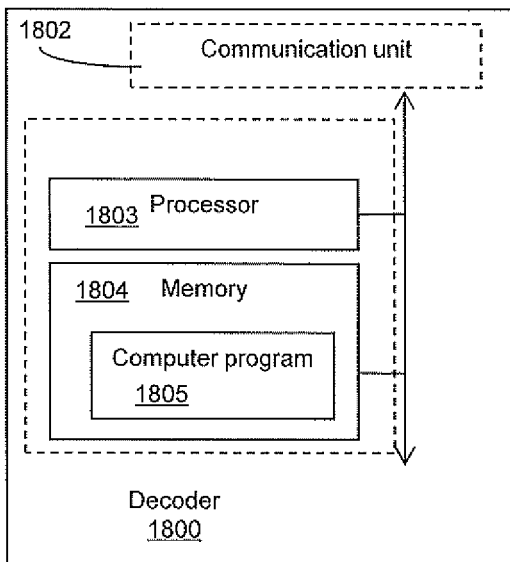 1802
Communication unit
1803 Processor
1804 Memory
Computer program
1805
Decoder
1800